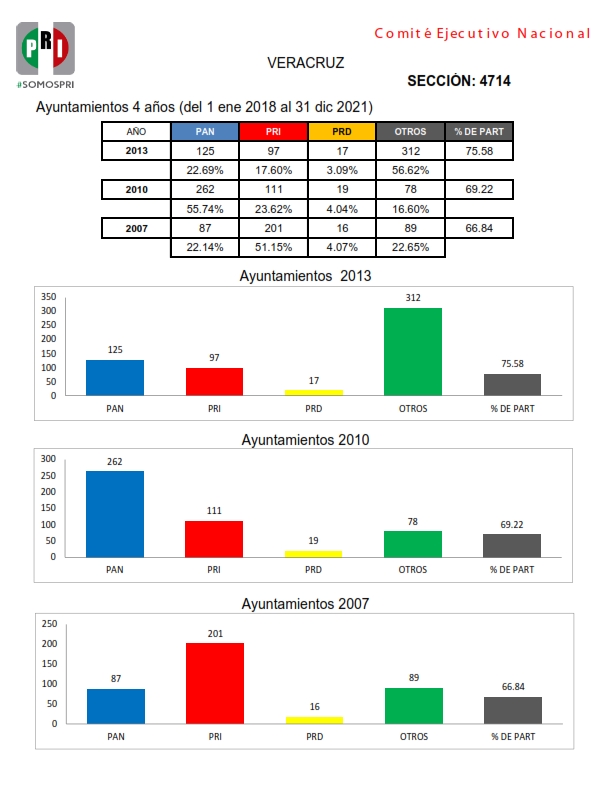 Comité Ejecutivo Nacional
PRI
#SOMOSPRI
VERACRUZ
SECCIÓN: 4714
Ayuntamientos 4 años (del 1 ene 2018 al 31 dic 2021)
AÑO PAN PRI PRD OTROS % DE PART
2013 125 97 17 312 75.58
22.69% 17.60% 3.09% 56.62%
2010 262 111 19 78 69.22
55.74% 23.62% 4.04% 16.60%
2007 87 201 16 89 66.84
22.14% 51.15% 4.07% 22.65%
Ayuntamientos 2013
350
300
250
200
150
100
50
0
125 97 17 312 75.58
PAN PRI PRD OTROS % DE PART
Ayuntamientos 2010
300
250
200
150
100
50
0
262 111 19 78 69.22
PAN PRI PRD OTROS % DE PART
Ayuntamientos 2007
250
200
150
100
50
0
87 201 16 89 66.84
PAN PRI PRD OTROS % DE PART